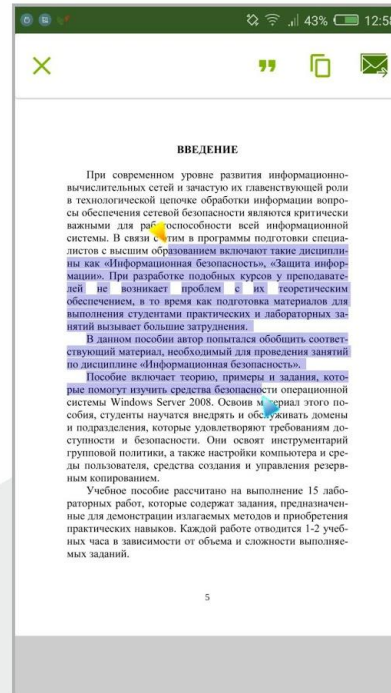 43% 12:58
ВВЕДЕНИЕ
При современном уровне развития информационно-
вычислительных сетей и зачастую их главенствующей роли
в технологической цепочке обработки информации вопро-
сы обеспечения сетевой безопасности являются критически
важными для работоспособности всей информационной
системы. В связи с этим в программы подготовки специа-
листов с высшим образованием включают такие дисципли-
ны как «Информационная безопасность», «Защита инфор-
мации». При разработке подобных курсов у преподавате-
лей не возникает проблем с их теоретическим
обеспечением, в то время как подготовка материалов для
выполнения студентами практических и лабораторных за-
нятий вызывает большие затруднения.
В данном пособии автор попытался обобщить соответ-
ствующий материал, необходимый для проведения занятий
по дисциплине «Информационная безопасность».
Пособие включает теорию, примеры и задания, кото-
рые помогут изучить средства безопасности операционной
системы Windows Server 2008. Освоив материал этого по-
собия, студенты научатся внедрять и обслуживать домены
и подразделения, которые удовлетворяют требованиям до-
ступности и безопасности. Они освоят инструментарий
групповой политики, а также настройки компьютера и сре-
ды пользователя, средства создания и управления резерв-
ным копированием.
Учебное пособие рассчитано на выполнение 15 лабо-
раторных работ, которые содержат задания, предназначен-
ные для демонстрации излагаемых методов и приобретения
практических навыков. Каждой работе отводится 1-2 учеб-
ных часа в зависимости от объема и сложности выполняе-
мых заданий.
5